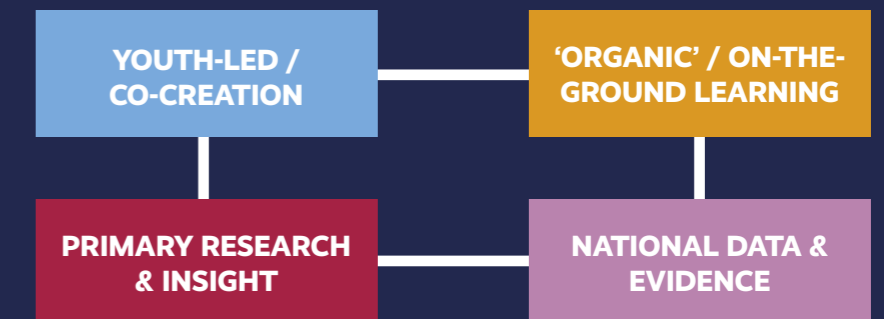 YOUTH-LED /
CO-CREATION
‘ORGANIC’ / ON-THE-
GROUND LEARNING
PRIMARY RESEARCH
& INSIGHT
NATIONAL DATA &
EVIDENCE